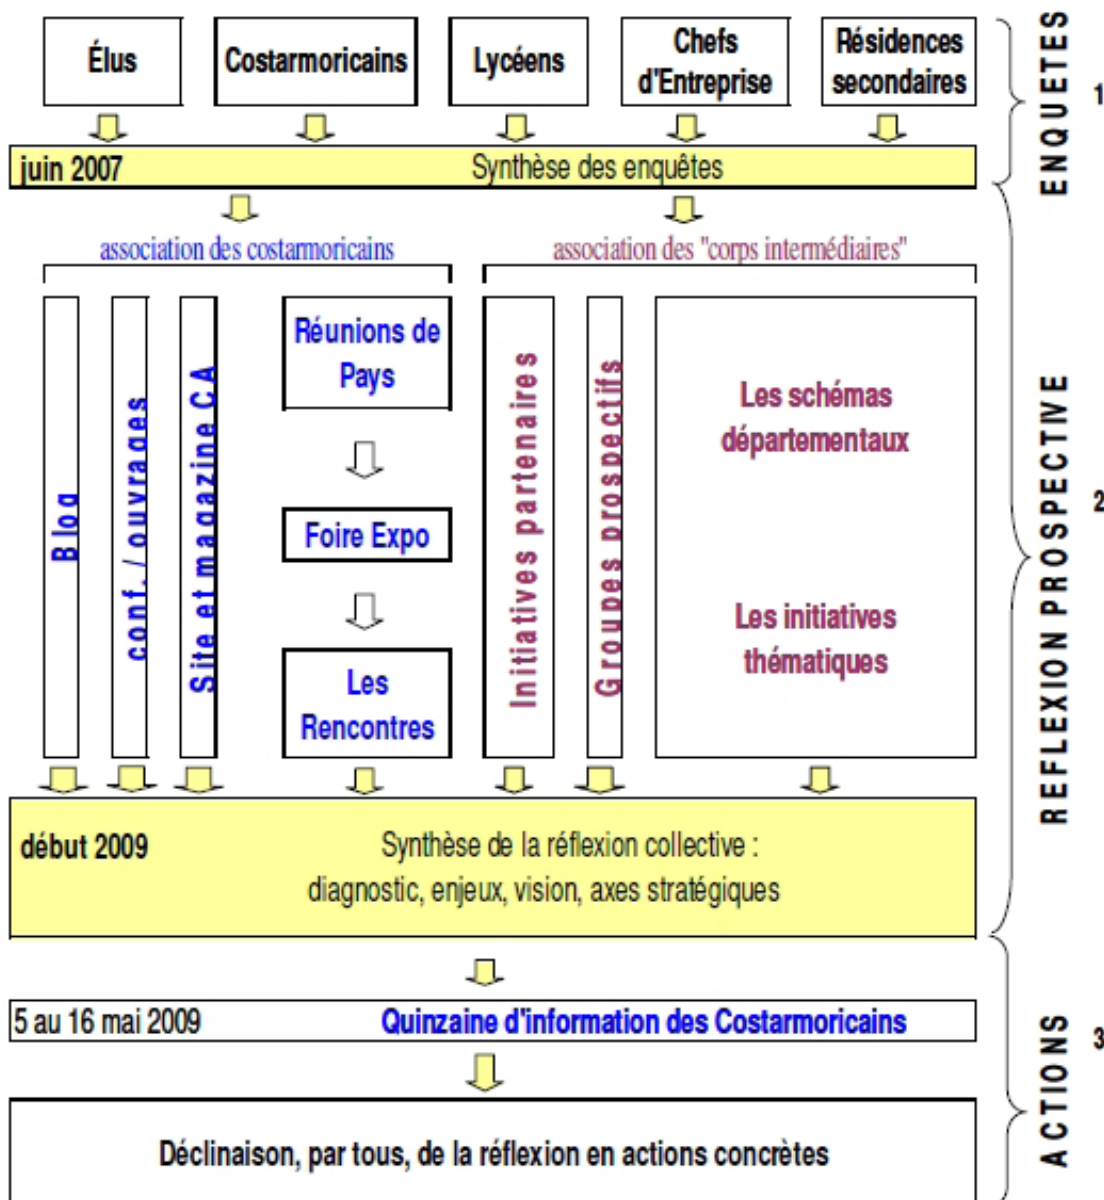 Élus
Costarmoricains
Lycéens
Chefs
d'Entreprise
Résidences
secondaires
ENQUETES
1
juin 2007 Synthèse des enquêtes
association des costarmoricains
association des "corps intermédiaires"
Blog
conf. / ouvrages
Site et magazine CA
Réunions de
Pays
Foire Expo
Les
Rencontres
Initiatives partenaires
Groupes prospectifs
Les schémas
départementaux
Les initiatives
thématiques
REFLEXION PROSPECTIVE
2
début 2009 Synthèse de la réflexion collective :
diagnostic, enjeux, vision, axes stratégiques
5 au 16 mai 2009 Quinzaine d'information des Costarmoricains
Déclinaison, par tous, de la réflexion en actions concrètes
ACTIONS
3